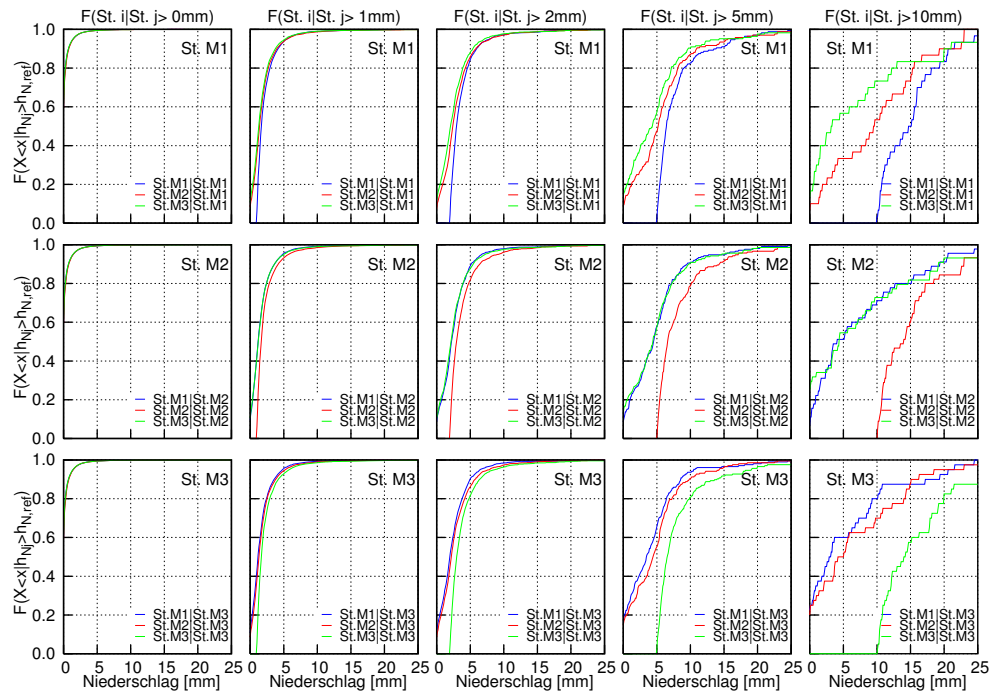 F(St. i|St. j> 0mm) F(St. i|St. j> 1mm) F(St. i|St. j> 2mm) F(St. i|St. j> 5mm) F(St. i|St. j>10mm)
F(X<x|hNj>hN,ref)
1.0
0.8
0.6
0.4
0.2
0.0
St. M1
St.M1|St.M1
St.M2|St.M1
St.M3|St.M1
St. M1
St.M1|St.M1
St.M2|St.M1
St.M3|St.M1
St. M1
St.M1|St.M1
St.M2|St.M1
St.M3|St.M1
St. M1
St.M1|St.M1
St.M2|St.M1
St.M3|St.M1
St. M1
St.M1|St.M1
St.M2|St.M1
St.M3|St.M1
F(X<x|hNj>hN,ref)
1.0
0.8
0.6
0.4
0.2
0.0
St. M2
St.M1|St.M2
St.M2|St.M2
St.M3|St.M2
St. M2
St.M1|St.M2
St.M2|St.M2
St.M3|St.M2
St. M2
St.M1|St.M2
St.M2|St.M2
St.M3|St.M2
St. M2
St.M1|St.M2
St.M2|St.M2
St.M3|St.M2
St. M2
St.M1|St.M2
St.M2|St.M2
St.M3|St.M2
F(X<x|hNj>hN,ref)
1.0
0.8
0.6
0.4
0.2
0.0
St. M3
St.M1|St.M3
St.M2|St.M3
St.M3|St.M3
St. M3
St.M1|St.M3
St.M2|St.M3
St.M3|St.M3
St. M3
St.M1|St.M3
St.M2|St.M3
St.M3|St.M3
St. M3
St.M1|St.M3
St.M2|St.M3
St.M3|St.M3
St. M3
St.M1|St.M3
St.M2|St.M3
St.M3|St.M3
0 5 10 15 20 25 0 5 10 15 20 25 0 5 10 15 20 25 0 5 10 15 20 25 0 5 10 15 20 25
Niederschlag [mm] Niederschlag [mm] Niederschlag [mm] Niederschlag [mm] Niederschlag [mm]